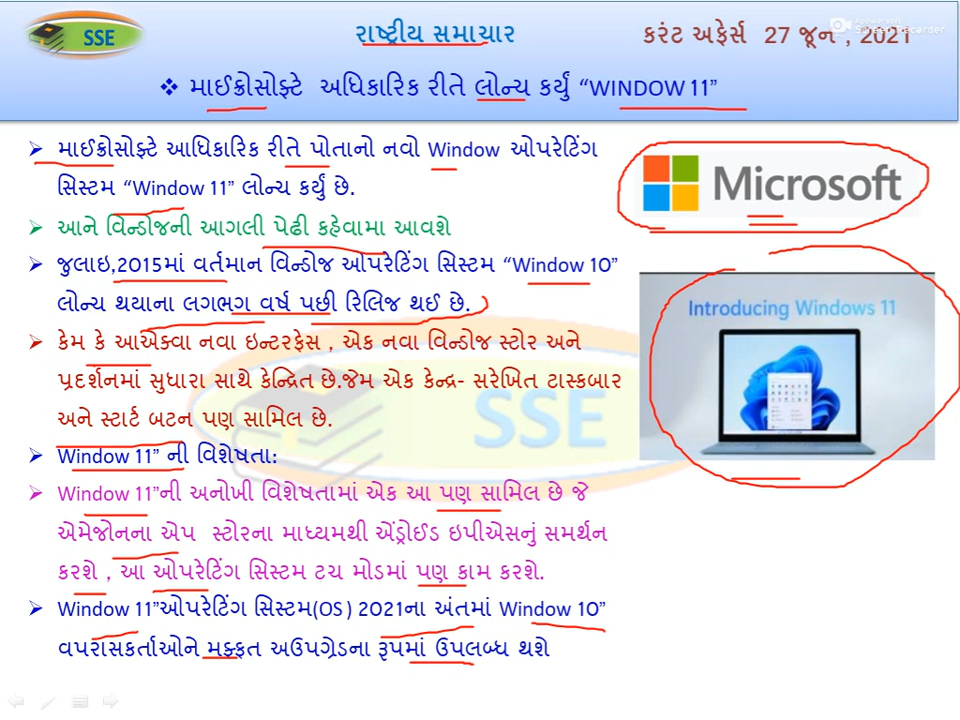 SSE
રાષ્ટ્રીય સમાચાર
કરંટ અફેર્સ 27 જૂન , 2021
Screen Recorder
❖ માઈક્રોસોફ્ટે અધિકારિક રીતે લોન્ચ કર્યું “WINDOW 11”
➢ માઈક્રોસોફ્ટે આધિકારિક રીતે પોતાનો નવો Window ઓપરેટિંગ
સિસ્ટમ “Window 11” લોન્ચ કર્યું છે.
➢ આને વિન્ડોજની આગલી પેઢી કહેવામા આવશે
➢ જુલાઇ,2015માં વર્તમાન વિન્ડોજ ઓપરેટિંગ સિસ્ટમ “Window 10”
લોન્ચ થયાના લગભગ વર્ષ પછી રિલિજ થઈ છે.
➢ કેમ કે આએક્વા નવા ઇન્ટરફેસ , એક નવા વિન્ડોજ સ્ટોર અને
પ્રદર્શનમાં સુધારા સાથે કેન્દ્રિત છે.જેમ એક કેન્દ્ર- સરેખિત ટાસ્કબાર
અને સ્ટાર્ટ બટન પણ સામિલ છે.
➢ Window 11” ની વિશેષતા:
➢ Window 11”ની અનોખી વિશેષતામાં એક આ પણ સામિલ છે જે
એમેજોનના એપ સ્ટોરના માધ્યમથી એંડ્રોઈડ ઇપીએસનું સમર્થન
કરશે , આ ઓપરેટિંગ સિસ્ટમ ટચ મોડમાં પણ કામ કરશે.
➢ Window 11”ઓપરેટિંગ સિસ્ટમ(OS) 2021ના અંતમાં Window 10”
વપરાસકર્તાઓને મફ્ફત અઉપગ્રેડના રૂપમાં ઉપલબ્ધ થશે
Microsoft
Introducing Windows 11
SSE